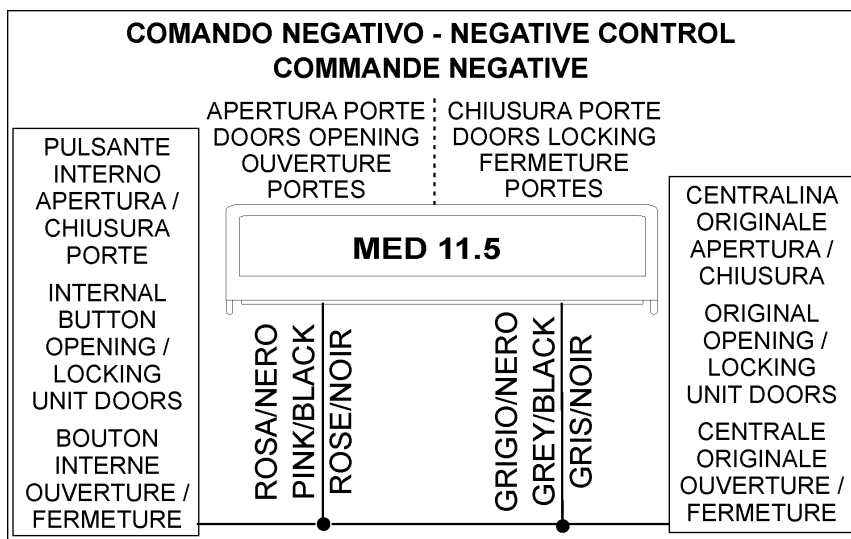 COMANDO NEGATIVO - NEGATIVE CONTROL
COMMANDE NEGATIVE
APERTURA PORTE
DOORS OPENING
OUVERTURE
PORTES
CHIUSURA PORTE
DOORS LOCKING
FERMETURE
PORTES
PULSANTE
INTERNO
APERTURA /
CHIUSURA
PORTE
INTERNAL
BUTTON
OPENING /
LOCKING
UNIT DOORS
BOUTON
INTERNE
OUVERTURE /
FERMETURE
MED 11.5
ROSA/NERO
PINK/BLACK
ROSE/NOIR
GRIGIO/NERO
GREY/BLACK
GRIS/NOIR
CENTRALINA
ORIGINALE
APERTURA /
CHIUSURA
ORIGINAL
OPENING /
LOCKING
UNIT DOORS
CENTRALE
ORIGINALE
OUVERTURE /
FERMETURE